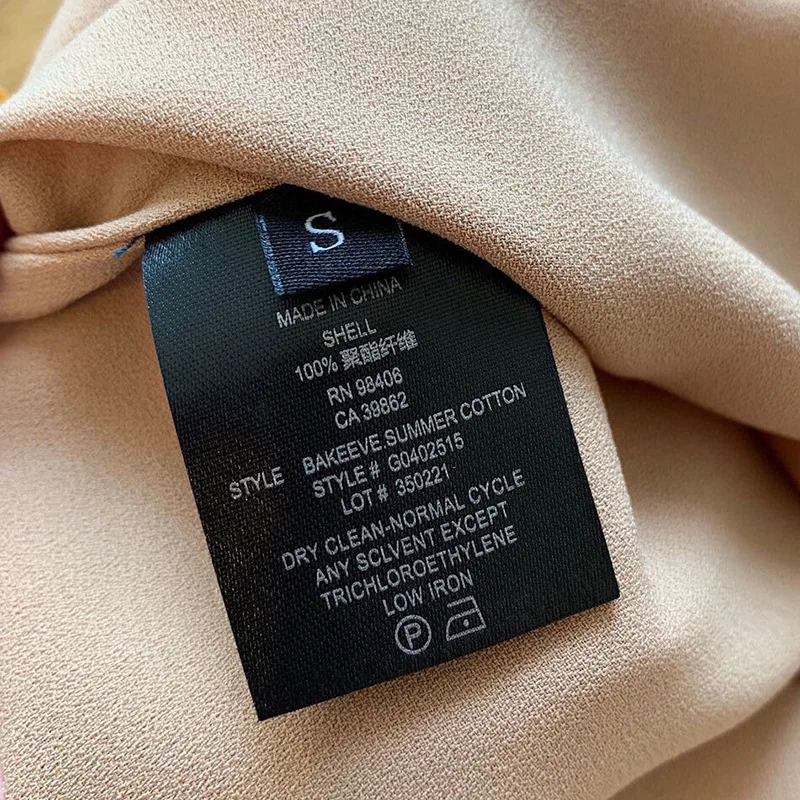 S
MADE IN CHINA
SHELL
100% 聚酯纤维
RN 98406
CA 39862
STYLE BAKEEVE.SUMMER COTTON
STYLE # G0402515
LOT # 350221
DRY CLEAN-NORMAL CYCLE
ANY SCLVENT EXCEPT
TRICHLOROETHYLENE
LOW IRON
P